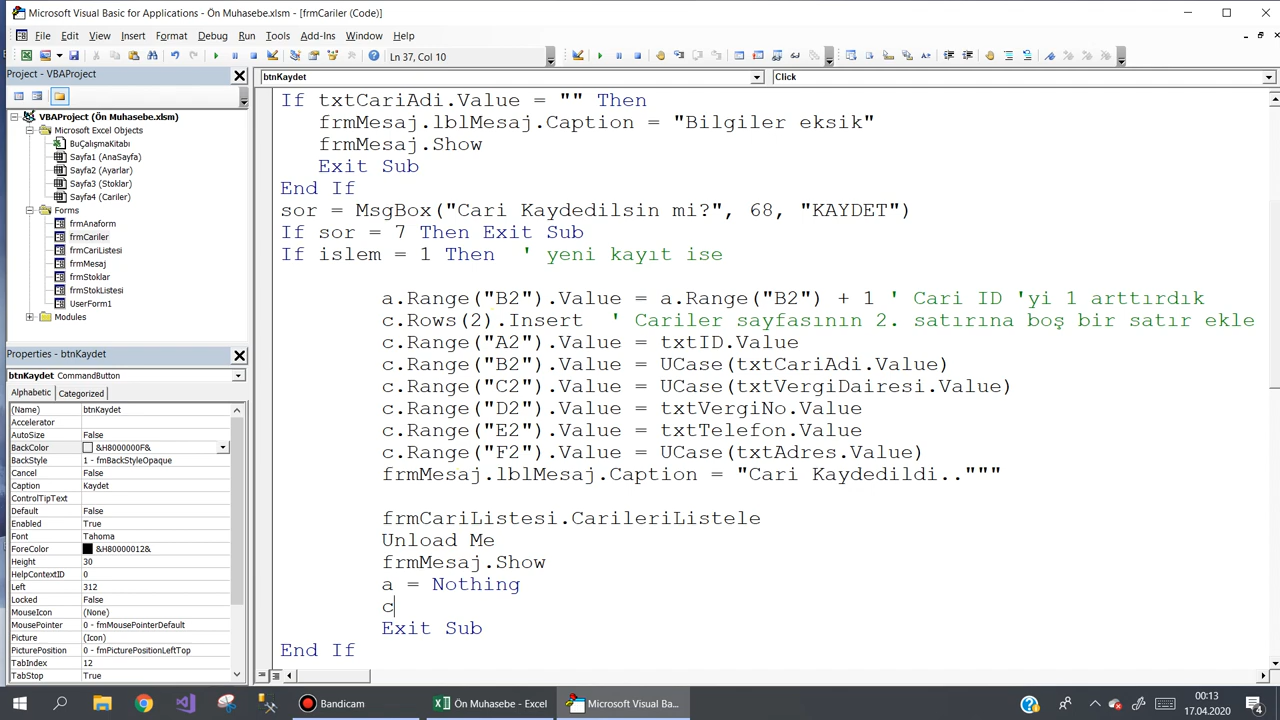 Microsoft Visual Basic for Applications - Ön Muhasebe.xlsm - [frmCariler (Code)]
File Edit View Insert Format Debug Run Tools Add-Ins Window Help
Ln 37, Col 10
Project - VBAProject
VBAProject (Ön Muhasebe.xlsm)
Microsoft Excel Objects
BuÇalışmaKitabı
Sayfa1 (AnaSayfa)
Sayfa2 (Ayarlar)
Sayfa3 (Stoklar)
Sayfa4 (Cariler)
Forms
frmAnaform
frmCariler
frmCariListesi
frmMesaj
frmStoklar
frmStokListesi
UserForm1
Modules
Properties - btnKaydet
btnKaydet CommandButton
Alphabetic Categorized
(Name) btnKaydet
Accelerator
AutoSize False
BackColor &H8000000F&
BackStyle 1 - fmBackStyleOpaque
Cancel False
Caption Kaydet
ControlTipText
Default False
Enabled True
Font Tahoma
ForeColor &H80000012&
Height 30
HelpContextID 0
Left 312
Locked False
MouseIcon (None)
MousePointer 0 - fmMousePointerDefault
Picture (Icon)
PicturePosition 0 - fmPicturePositionLeftTop
TabIndex 12
TabStop True
btnKaydet Click
If txtCariAdi.Value = "" Then
frmMesaj.lblMesaj.Caption = "Bilgiler eksik"
frmMesaj.Show
Exit Sub
End If
sor = MsgBox("Cari Kaydedilsin mi?", 68, "KAYDET")
If sor = 7 Then Exit Sub
If islem = 1 Then ' yeni kayıt ise
a.Range("B2").Value = a.Range("B2") + 1 ' Cari ID 'yi 1 arttırdık
c.Rows(2).Insert ' Cariler sayfasının 2. satırına boş bir satır ekle
c.Range("A2").Value = txtID.Value
c.Range("B2").Value = UCase(txtCariAdi.Value)
c.Range("C2").Value = UCase(txtVergiDairesi.Value)
c.Range("D2").Value = txtVergiNo.Value
c.Range("E2").Value = txtTelefon.Value
c.Range("F2").Value = UCase(txtAdres.Value)
frmMesaj.lblMesaj.Caption = "Cari Kaydedildi.."""
frmCariListesi.CarileriListele
Unload Me
frmMesaj.Show
a = Nothing
c
Exit Sub
End If
Bandicam
Ön Muhasebe - Excel
Microsoft Visual Ba...
00:13
17.04.2020
4